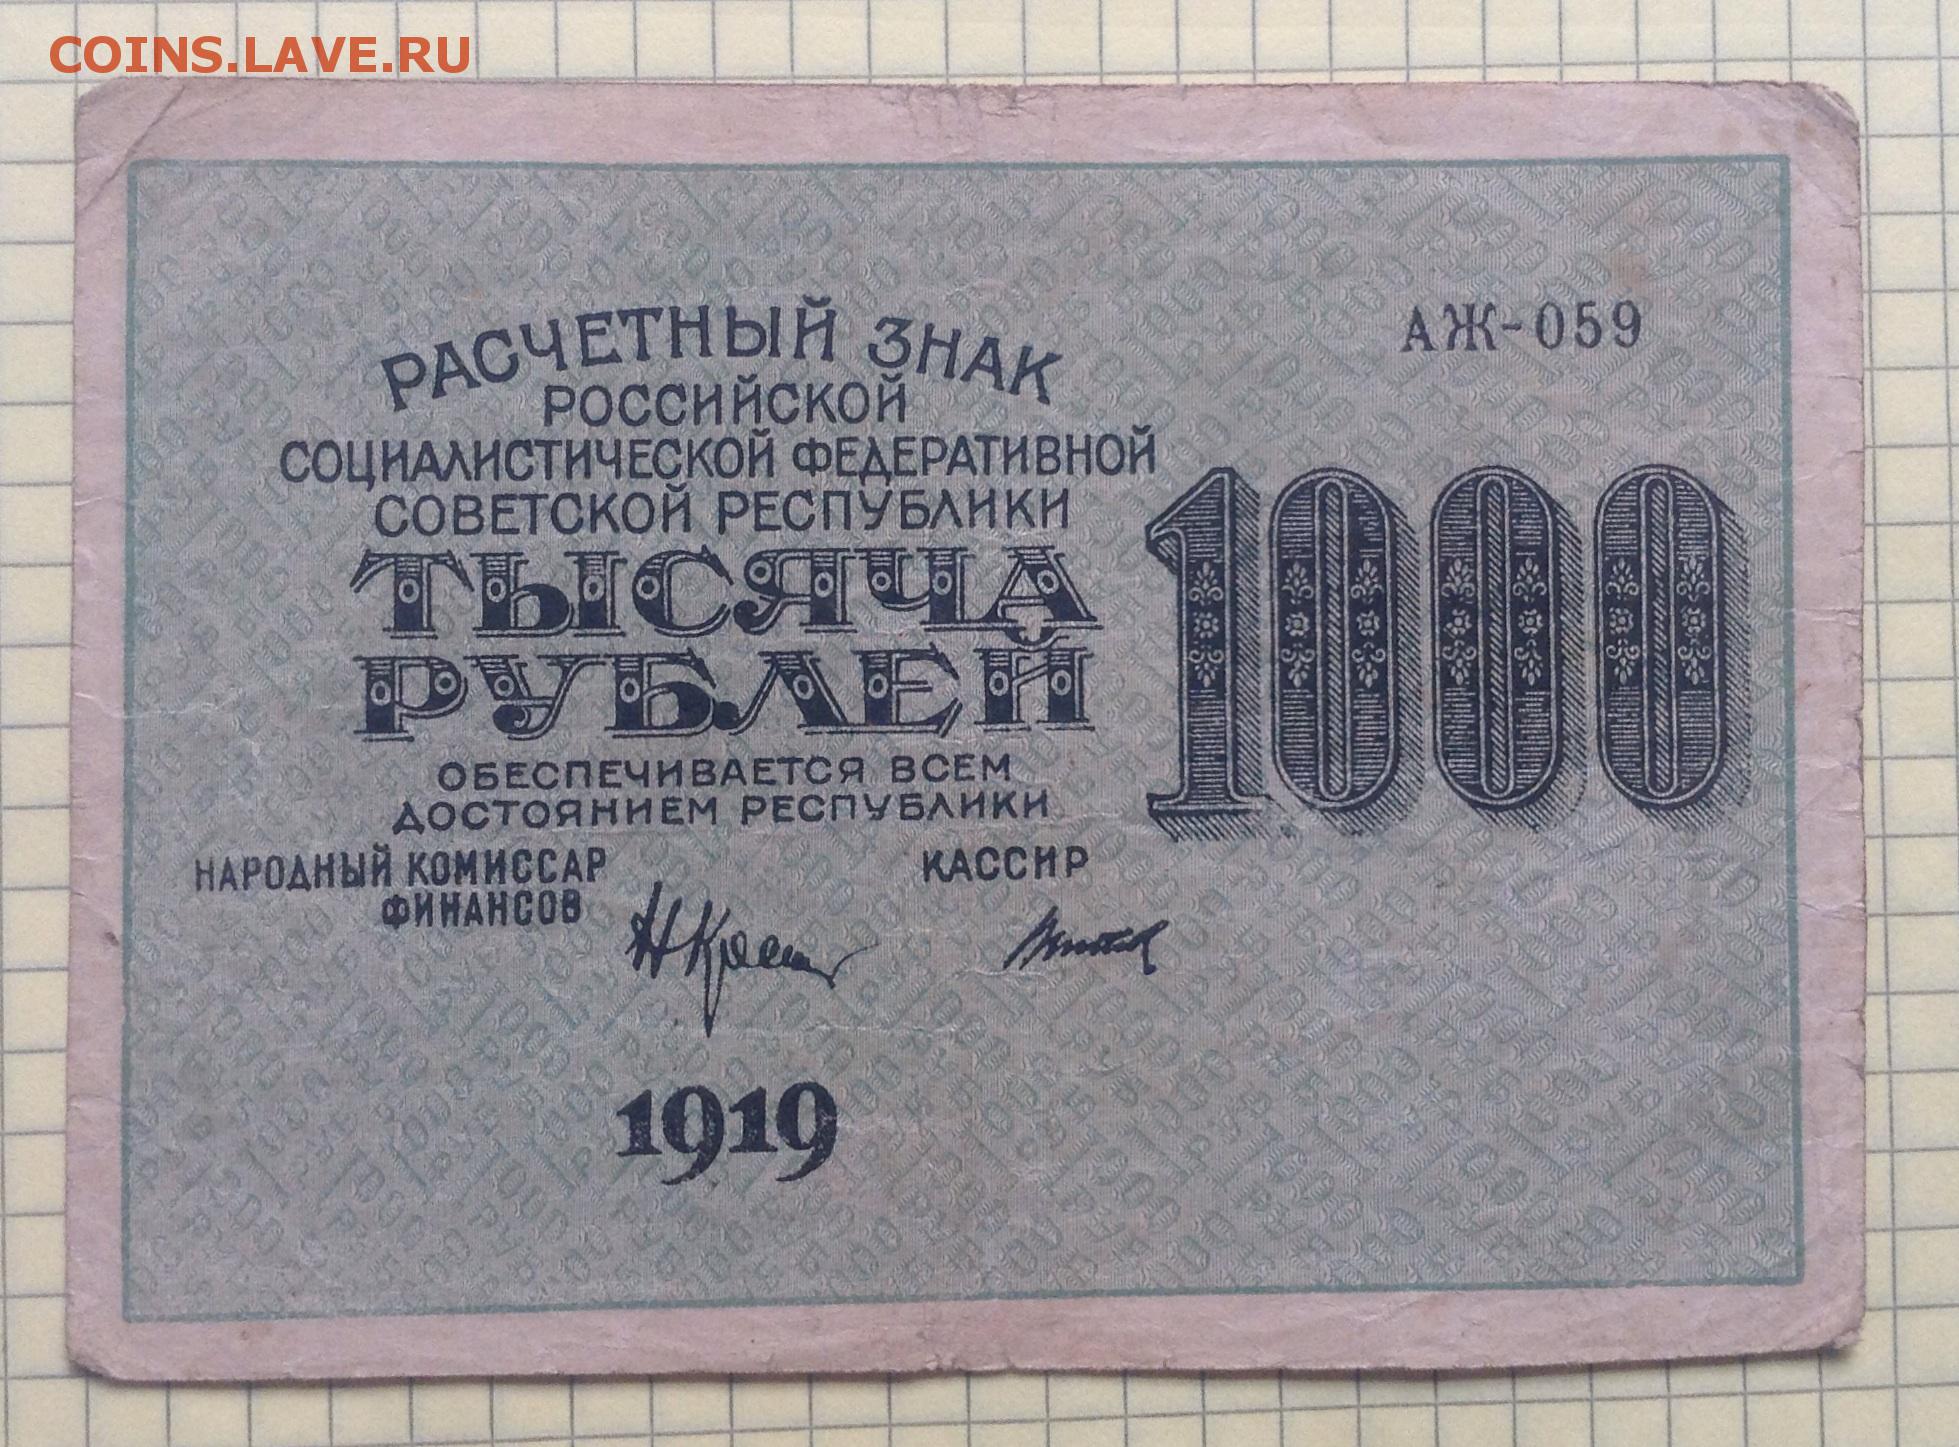 COINS.LAVE.RU
РАСЧЕТНЫЙ ЗНАК
РОССИЙСКОЙ
СОЦИАЛИСТИЧЕСКОЙ ФЕДЕРАТИВНОЙ
СОВЕТСКОЙ РЕСПУБЛИКИ
ТЫСЯЧА
РУБЛЕЙ
АЖ-059
1000
ОБЕСПЕЧИВАЕТСЯ ВСЕМ
ДОСТОЯНИЕМ РЕСПУБЛИКИ
НАРОДНЫЙ КОМИССАР
ФИНАНСОВ
КАССИР
1919